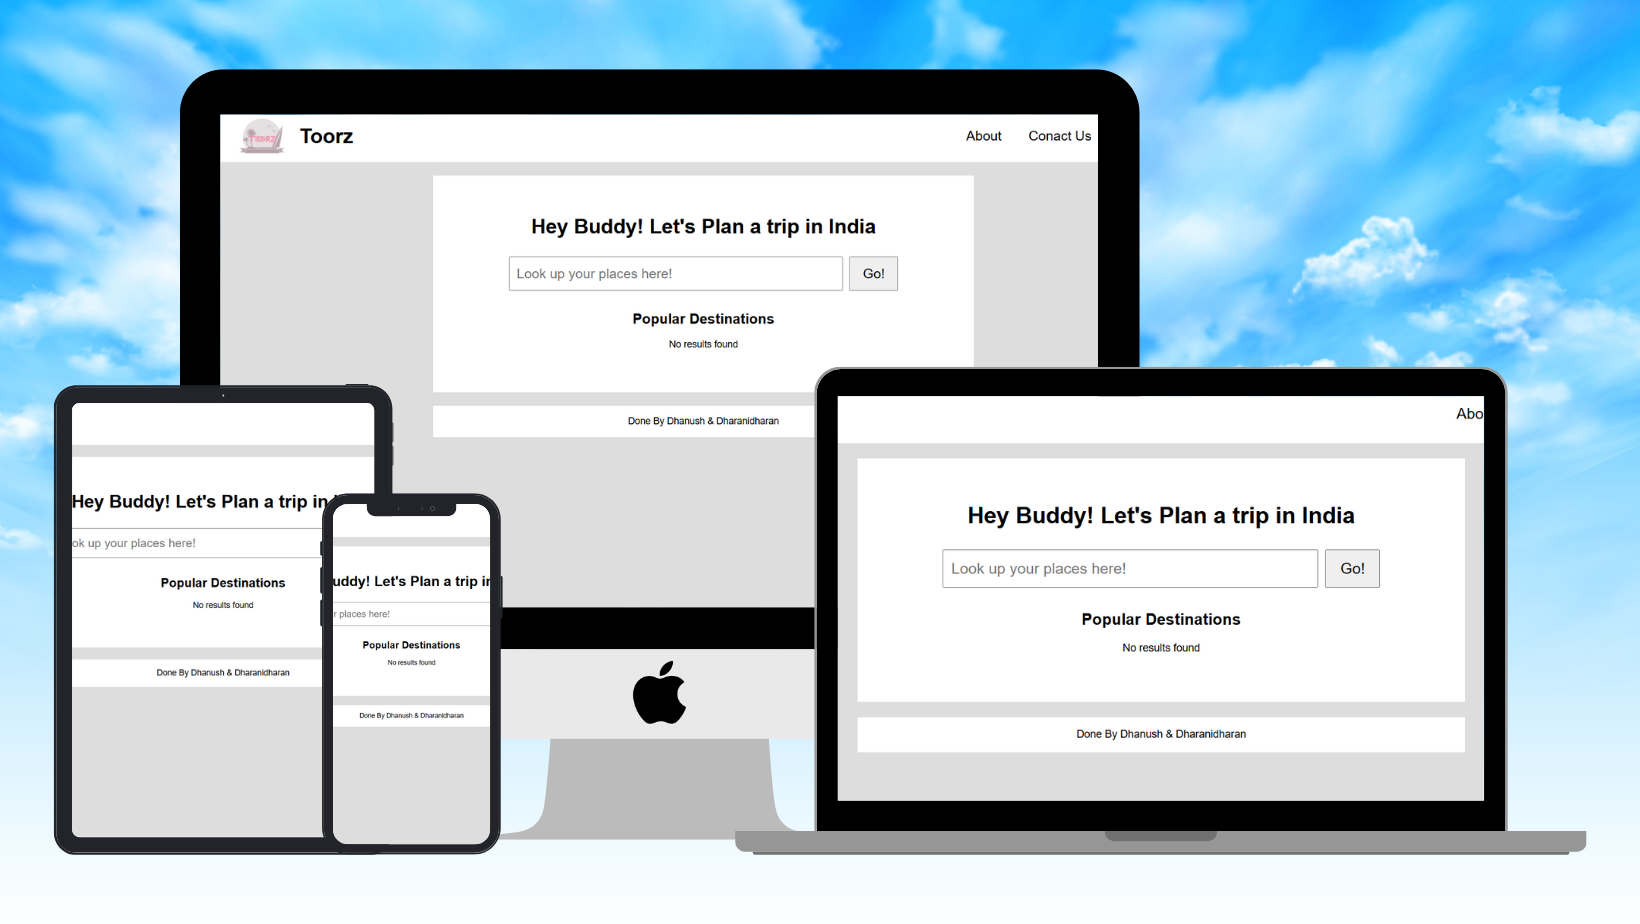 Toorz
About
Conact Us
Hey Buddy! Let's Plan a trip in India
Look up your places here!
Go!
Popular Destinations
No results found
Done By Dhanush & Dharanidharan
Hey Buddy! Let's Plan a trip in
ok up your places here!
Popular Destinations
No results found
Done By Dhanush & Dharanidharan
uddy! Let's Plan a trip in
r places here!
Popular Destinations
No results found
Done By Dhanush & Dharanidharan
Abo
Hey Buddy! Let's Plan a trip in India
Look up your places here!
Go!
Popular Destinations
No results found
Done By Dhanush & Dharanidharan